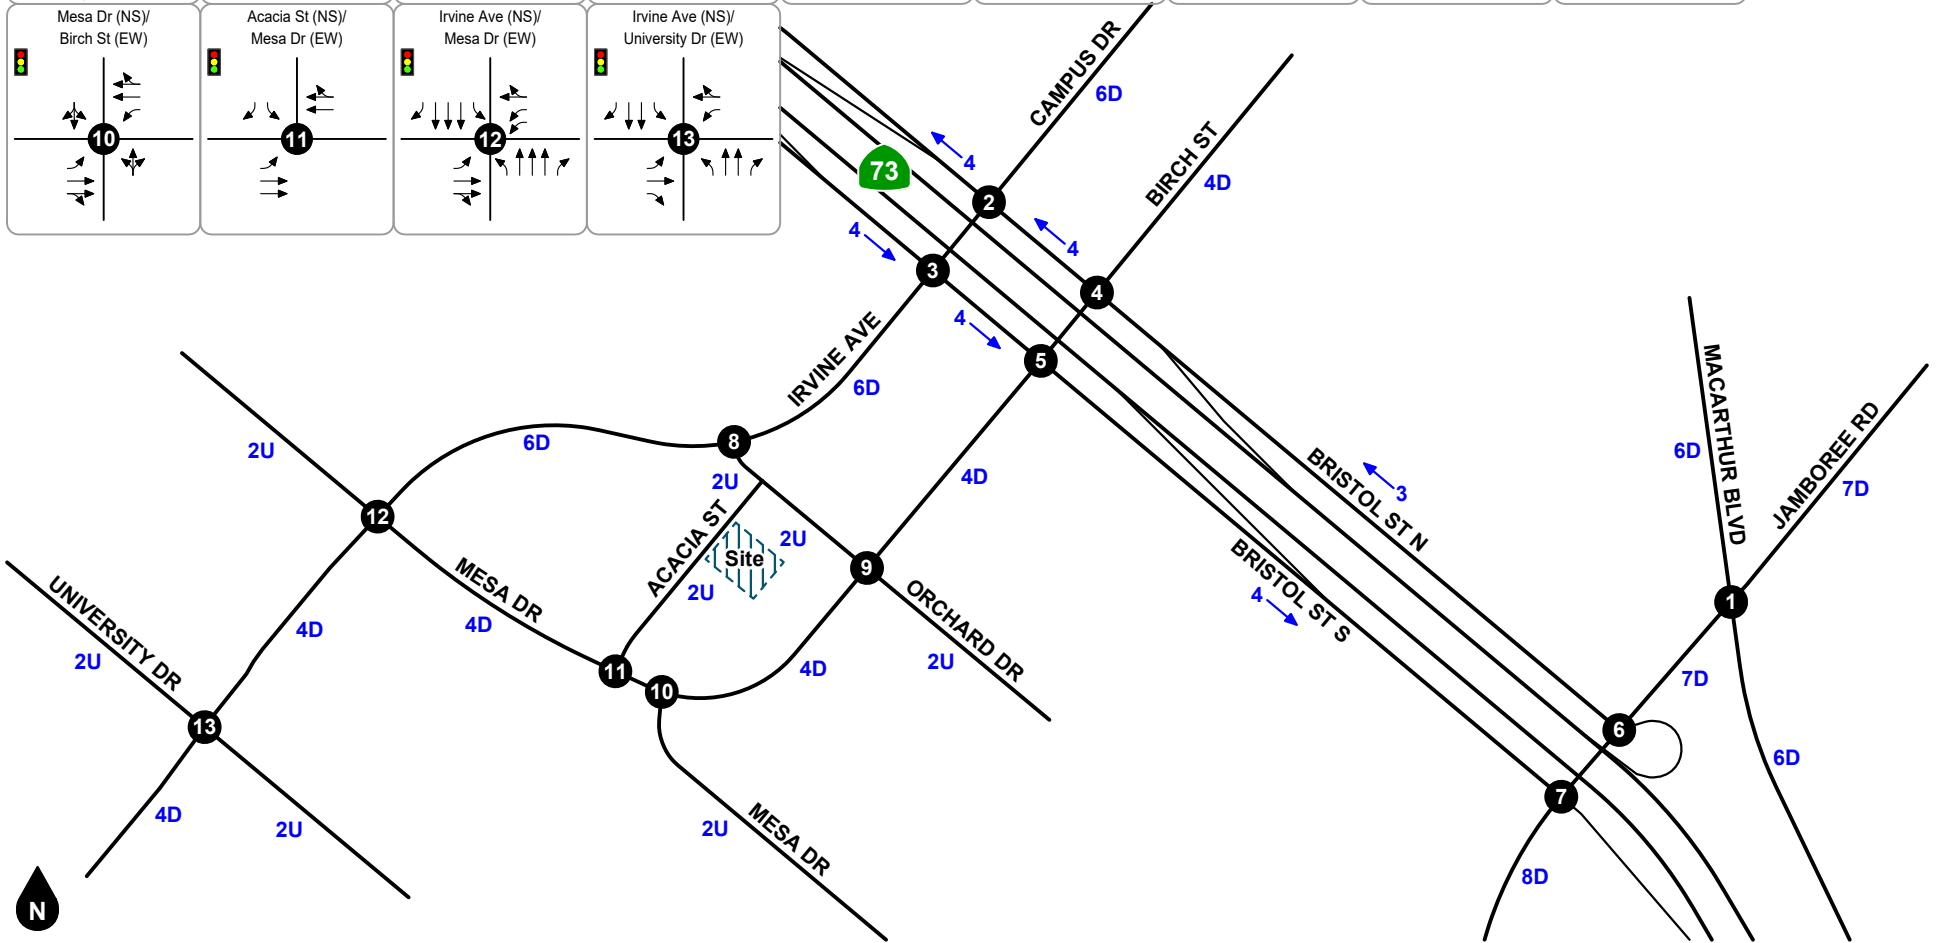 Mesa Dr (NS)/
Birch St (EW)
10
Acacia St (NS)/
Mesa Dr (EW)
11
Irvine Ave (NS)/
Mesa Dr (EW)
12
Irvine Ave (NS)/
University Dr (EW)
13
CAMPUS DR
6D
BIRCH ST
4D
73
4
2
4
4
3
4
4
5
IRVINE AVE
6D
8
6D
2U
2U
12
4D
BRISTOL ST N
3
BRISTOL ST S
4
MACARTHUR BLVD
6D
JAMBOREE RD
7D
1
7D
6
6D
7
8D
ACACIA ST
2U
Site
2U
9
ORCHARD DR
2U
MESA DR
4D
4D
UNIVERSITY DR
2U
11
10
4D
13
4D
2U
MESA DR
2U
N